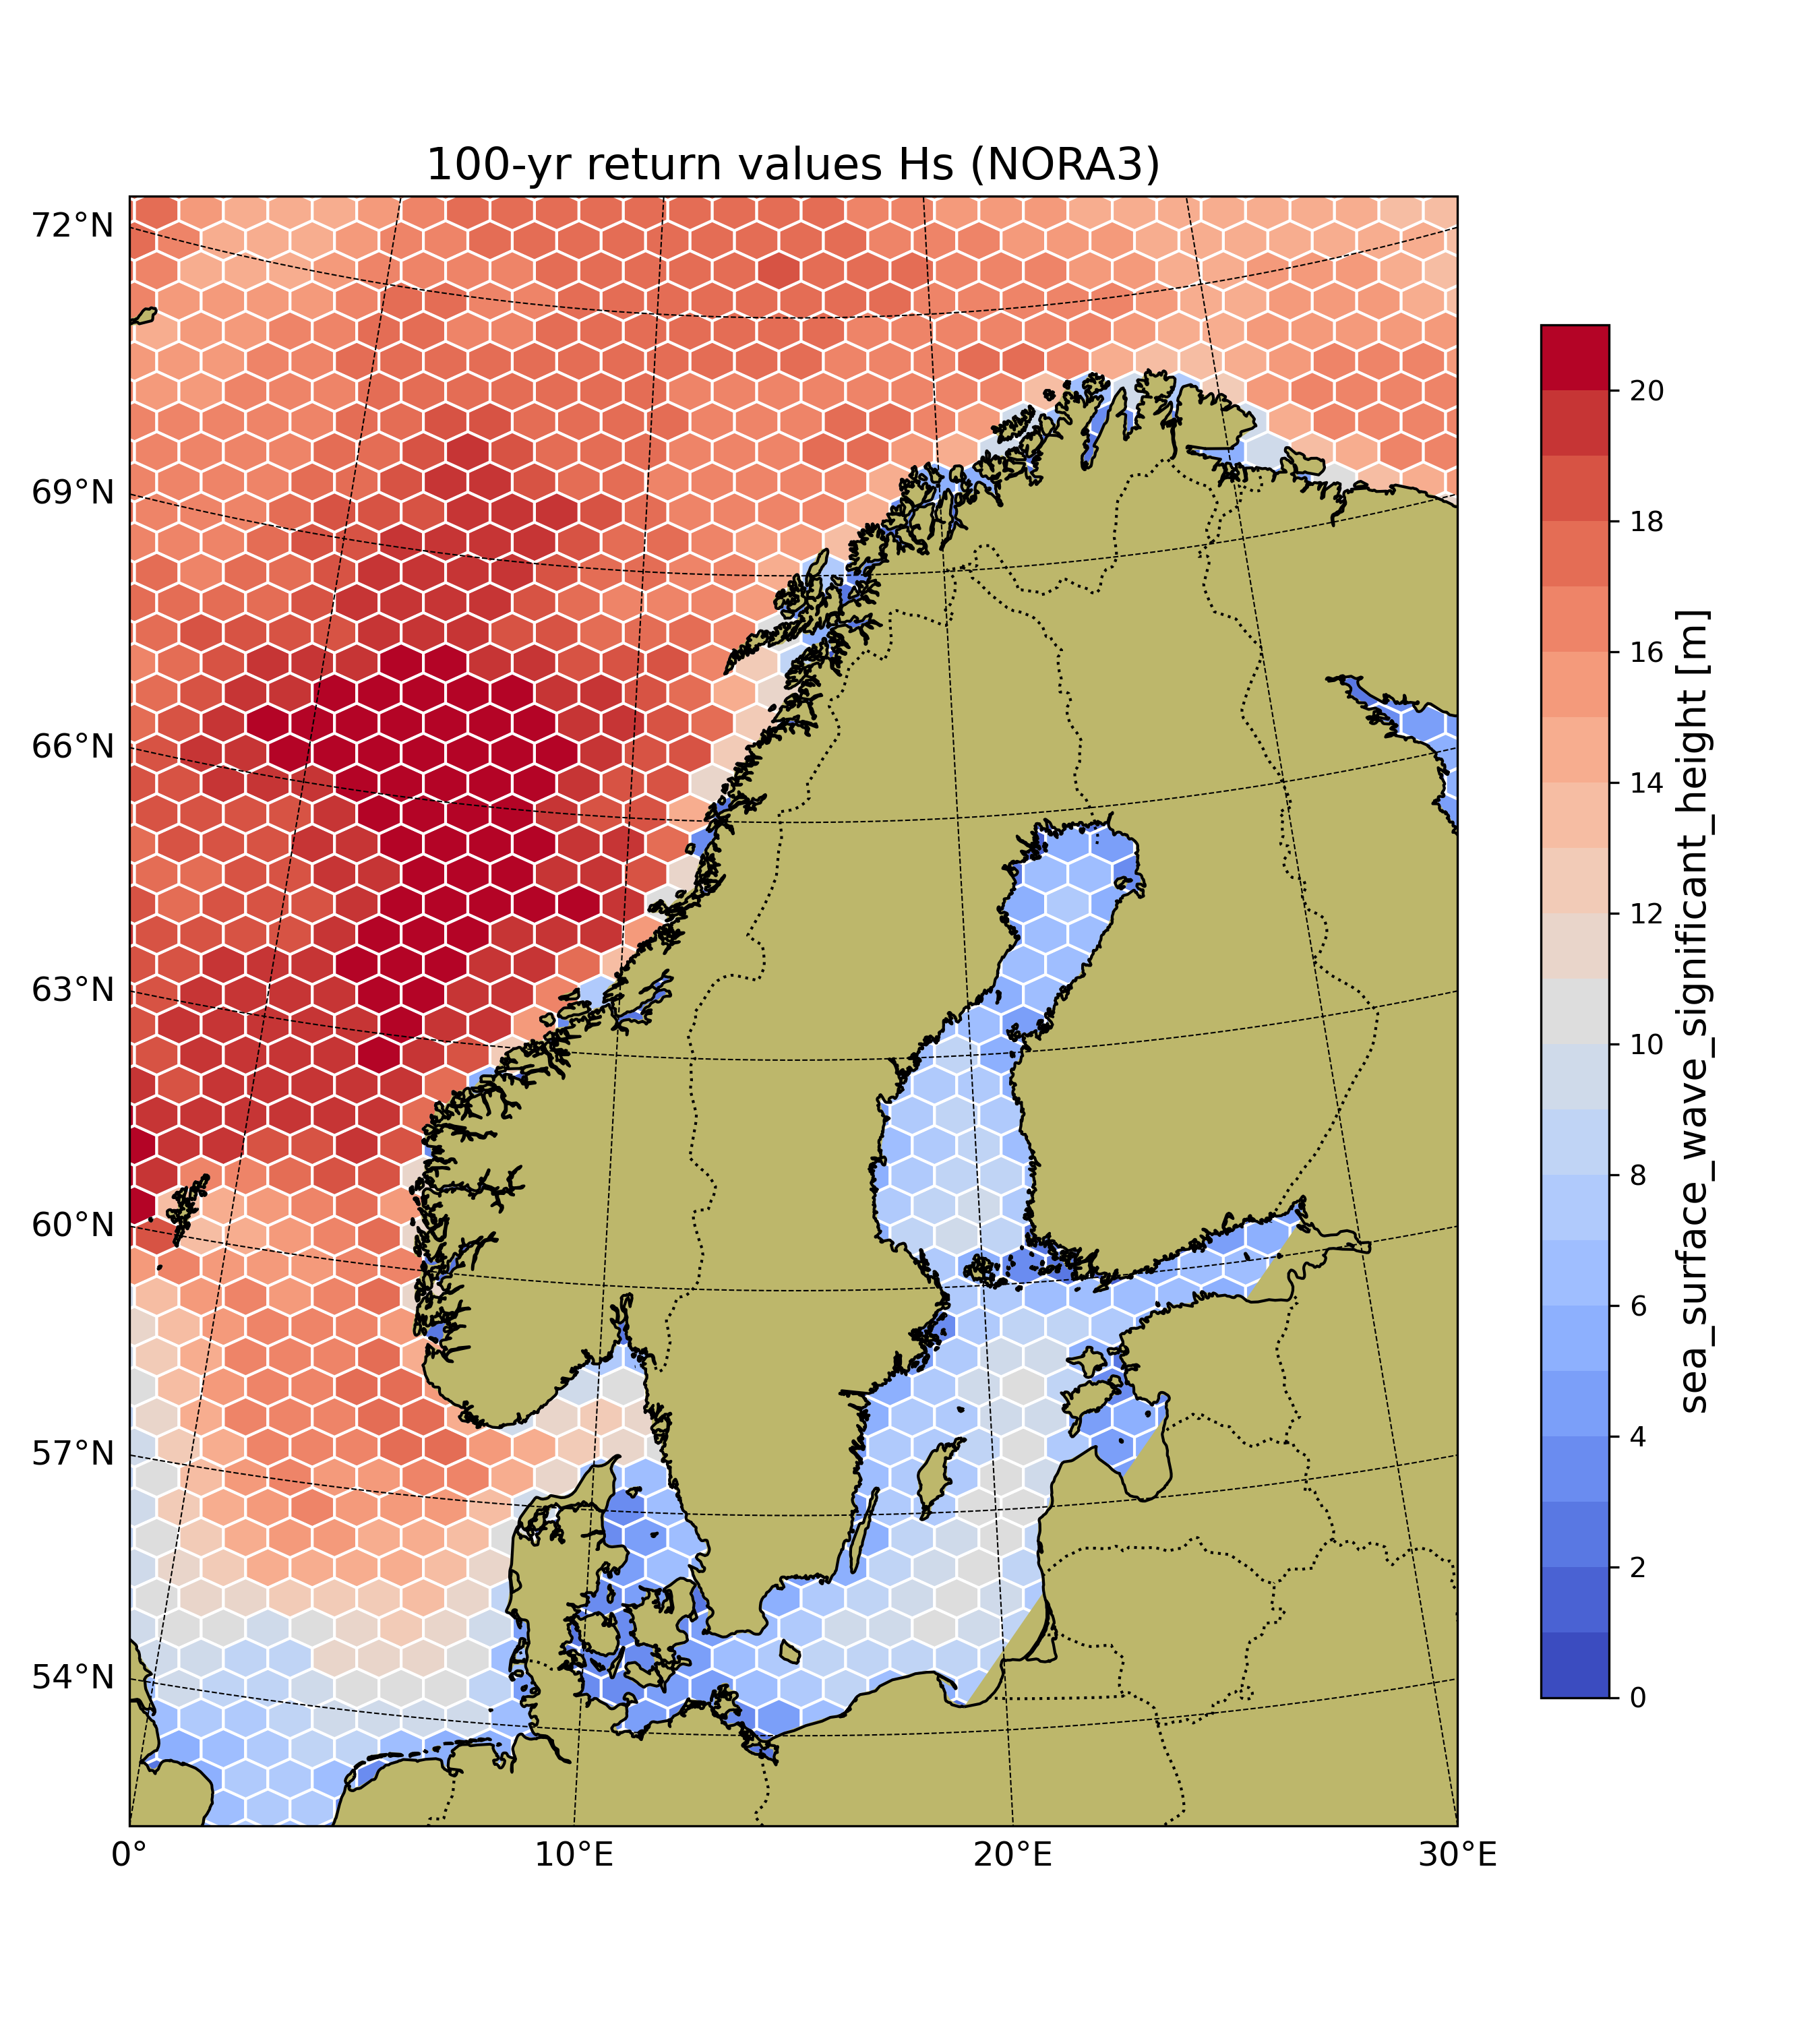 100-yr return values Hs (NORA3)
72°N
69°N
66°N
63°N
60°N
57°N
54°N
0°
10°E
20°E
30°E
20
18
16
14
12
10
8
6
4
2
0
sea_surface_wave_significant_height [m]